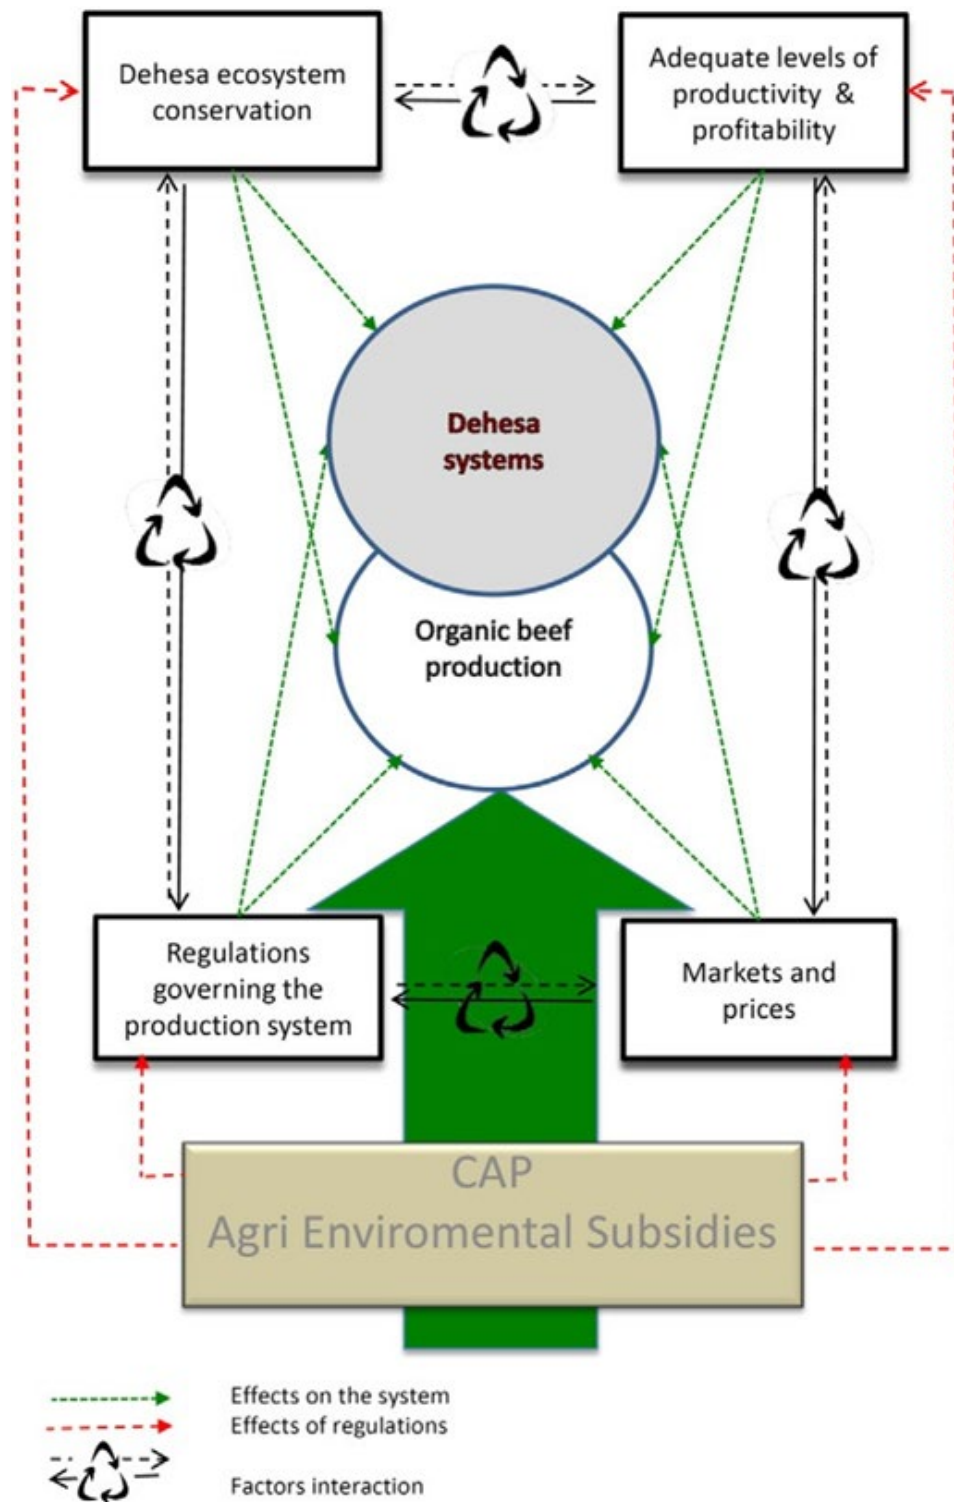 Dehesa ecosystem
conservation
Adequate levels of
productivity &
profitability
Dehesa
systems
Organic beef
production
Regulations
governing the
production system
Markets and
prices
CAP
Agri Enviromental Subsidies
Effects on the system
Effects of regulations
Factors interaction